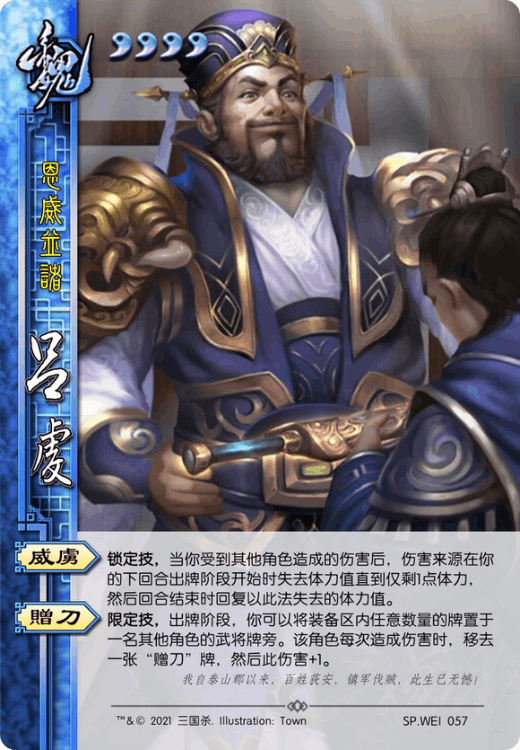 魏
恩威並諸
吕虔
威虏
锁定技，当你受到其他角色造成的伤害后，伤害来源在你
的下回合出牌阶段开始时失去体力值直到仅剩1点体力，
然后回合结束时回复以此法失去的体力值。
赠刀
限定技，出牌阶段，你可以将装备区内任意数量的牌置于
一名其他角色的武将牌旁。该角色每次造成伤害时，移去
一张“赠刀”牌，然后此伤害+1。
我自泰山郡以来，百姓获安，镇军伐贼，此生已无憾！
™&© 2021 三国杀. Illustration: Town
SP.WEI 057